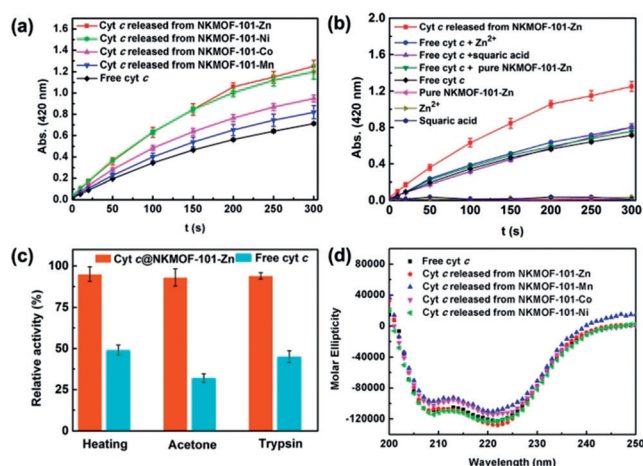 (a)
Cyt c released from NKMOF-101-Zn
Cyt c released from NKMOF-101-Ni
Cyt c released from NKMOF-101-Co
Cyt c released from NKMOF-101-Mn
Free cyt c
Abs. (420 nm)
1.6
1.4
1.2
1.0
0.8
0.6
0.4
0.2
0.0
0 50 100 150 200 250 300
t (s)
(b)
Cyt c released from NKMOF-101-Zn
Free cyt c + Zn²⁺
Free cyt c +squaric acid
Free cyt c + pure NKMOF-101-Zn
Free cyt c
Pure NKMOF-101-Zn
Zn²⁺
Squaric acid
Abs. (420 nm)
2.0
1.6
1.2
0.8
0.4
0.0
0 50 100 150 200 250 300
t (s)
(c)
Cyt c@NKMOF-101-Zn
Free cyt c
Relative activity (%)
125
100
75
50
25
0
Heating Acetone Trypsin
(d)
Free cyt c
Cyt c released from NKMOF-101-Zn
Cyt c released from NKMOF-101-Mn
Cyt c released from NKMOF-101-Co
Cyt c released from NKMOF-101-Ni
Molar Ellipticity
80000
40000
0
-40000
-80000
-120000
200 210 220 230 240 250
Wavelength (nm)